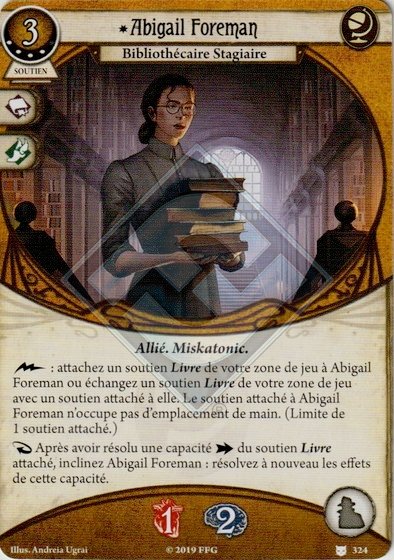 3
SOUTIEN
Abigail Foreman
Bibliothécaire Stagiaire
Allié. Miskatonic.
: attachez un soutien Livre de votre zone de jeu à Abigail
Foreman ou échangez un soutien Livre de votre zone de jeu
avec un soutien attaché à elle. Le soutien attaché à Abigail
Foreman n'occupe pas d'emplacement de main. (Limite de
1 soutien attaché.)
Après avoir résolu une capacité du soutien Livre
attaché, inclinez Abigail Foreman : résolvez à nouveau les effets
de cette capacité.
1 2
Illus. Andreia Ugrai © 2019 FFG 324